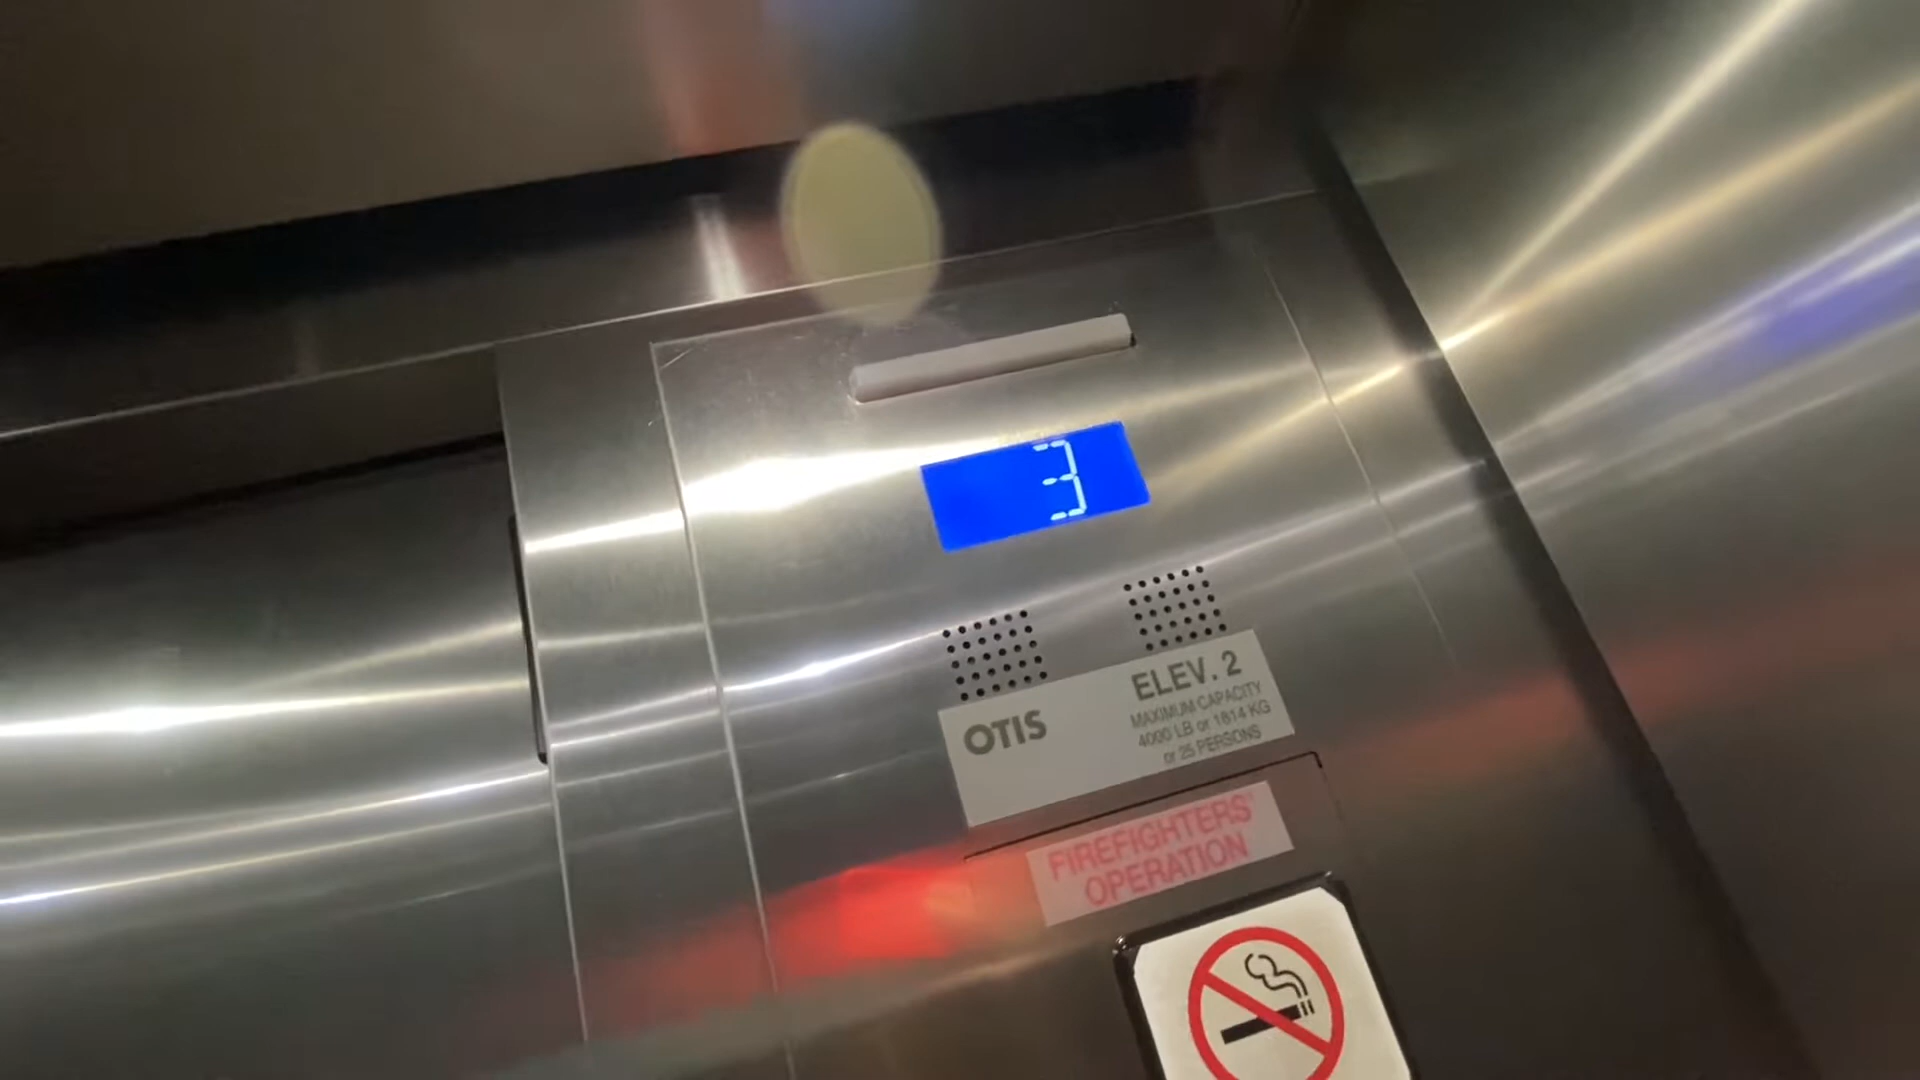 3
OTIS
ELEV. 2
MAXIMUM CAPACITY
4000 LB or 1814 KG
or 25 PERSONS
FIREFIGHTERS'
OPERATION